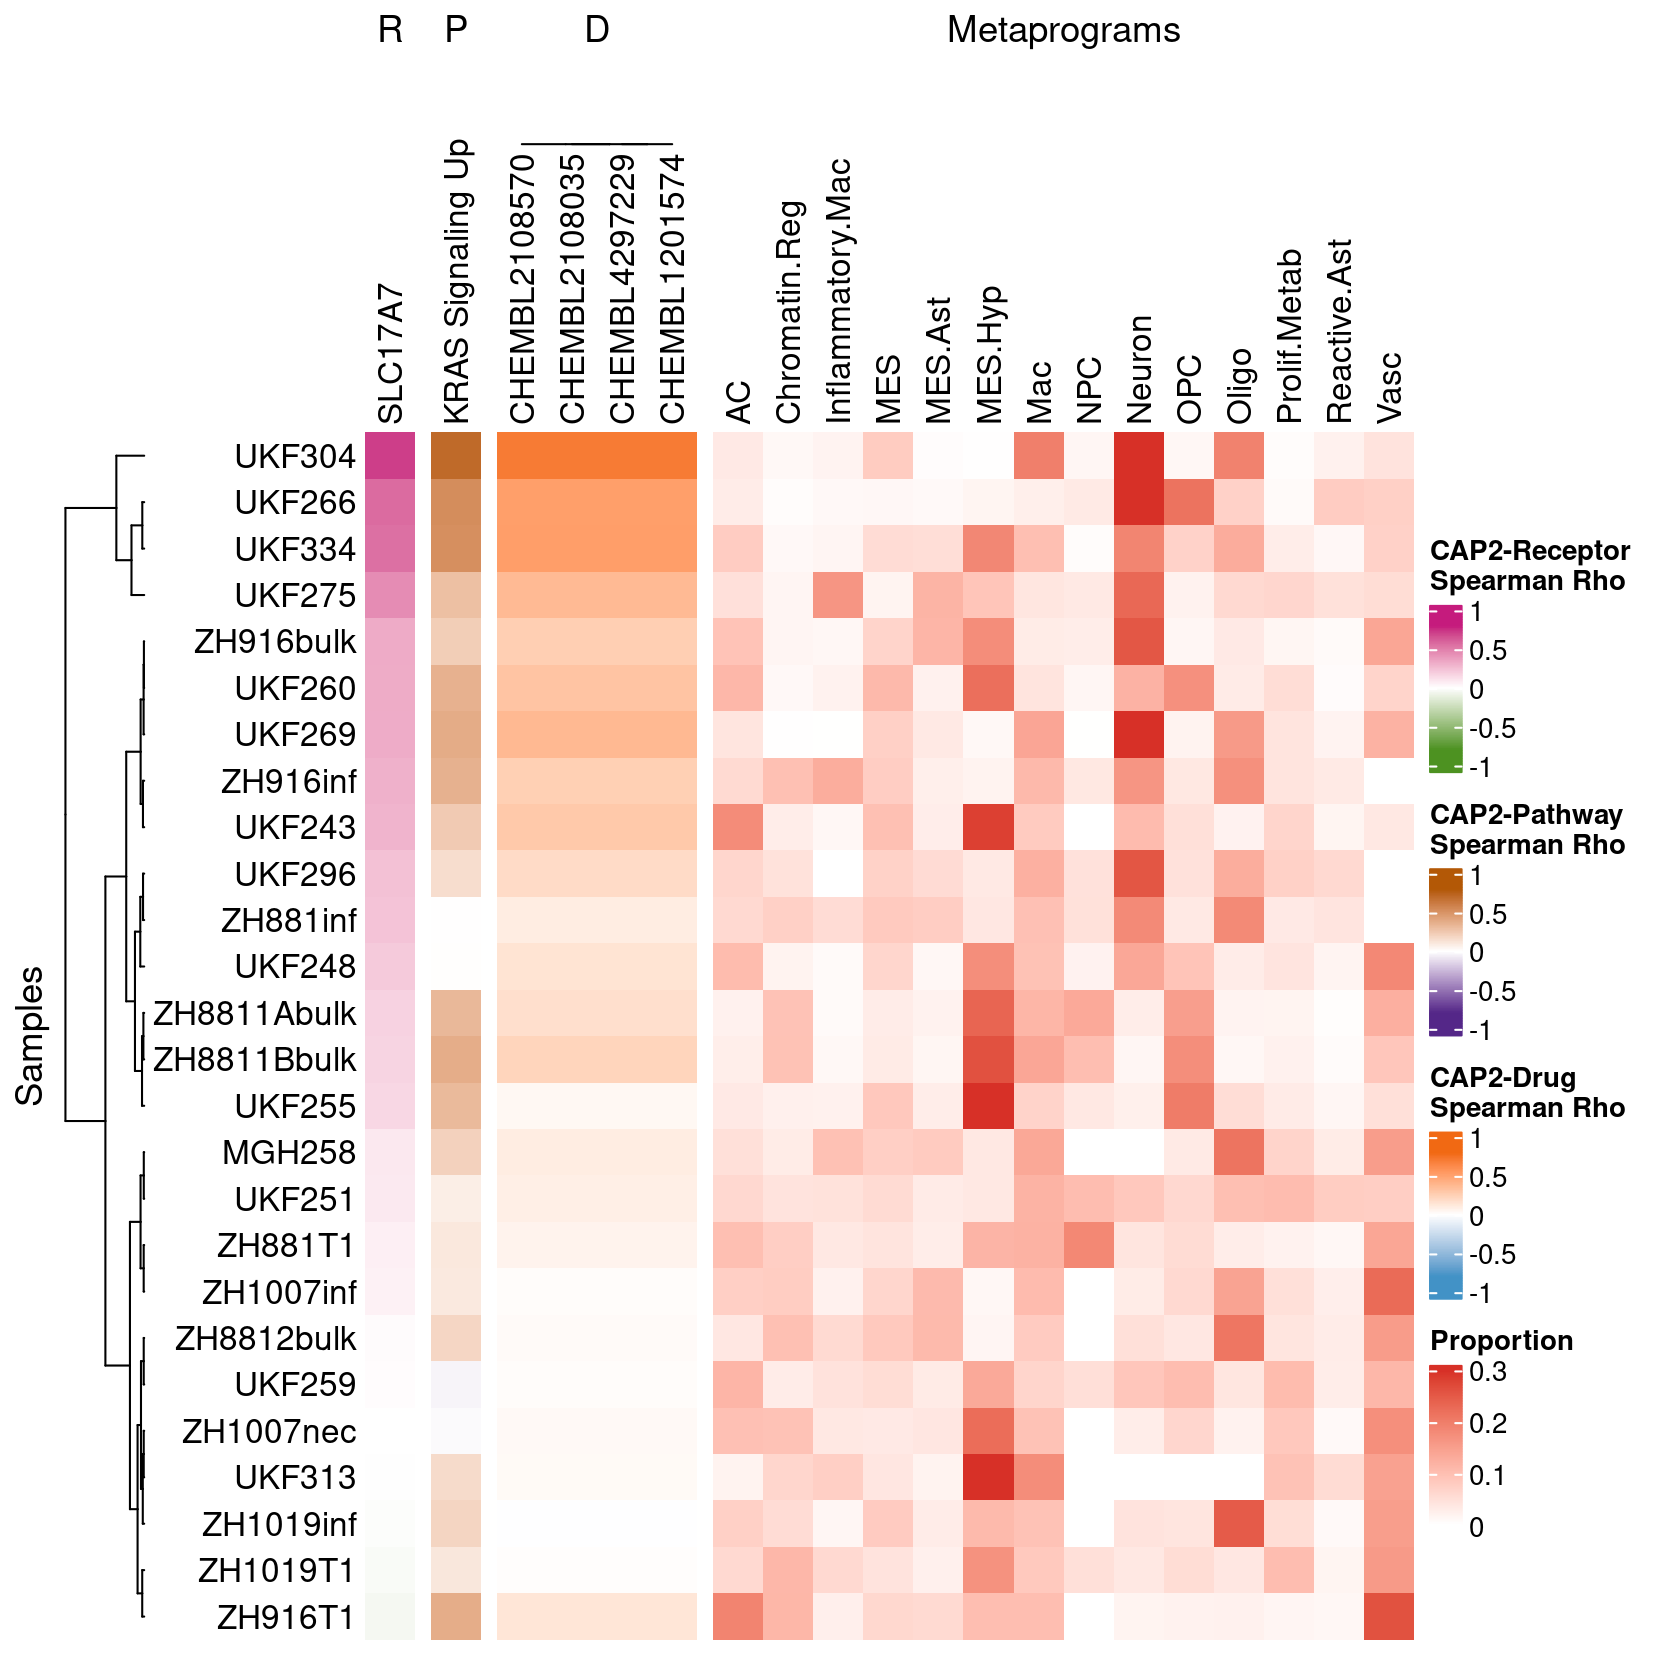 R P D Metaprograms
SLC17A7
KRAS Signaling Up
CHEMBL2108570
CHEMBL2108035
CHEMBL4297229
CHEMBL1201574
AC
Chromatin.Reg
Inflammatory.Mac
MES
MES.Ast
MES.Hyp
Mac
NPC
Neuron
OPC
Oligo
Prolif.Metab
Reactive.Ast
Vasc
Samples
UKF304
UKF266
UKF334
UKF275
ZH916bulk
UKF260
UKF269
ZH916inf
UKF243
UKF296
ZH881inf
UKF248
ZH8811Abulk
ZH8811Bbulk
UKF255
MGH258
UKF251
ZH881T1
ZH1007inf
ZH8812bulk
UKF259
ZH1007nec
UKF313
ZH1019inf
ZH1019T1
ZH916T1
CAP2-Receptor
Spearman Rho
1
0.5
0
-0.5
-1
CAP2-Pathway
Spearman Rho
1
0.5
0
-0.5
-1
CAP2-Drug
Spearman Rho
1
0.5
0
-0.5
-1
Proportion
0.3
0.2
0.1
0